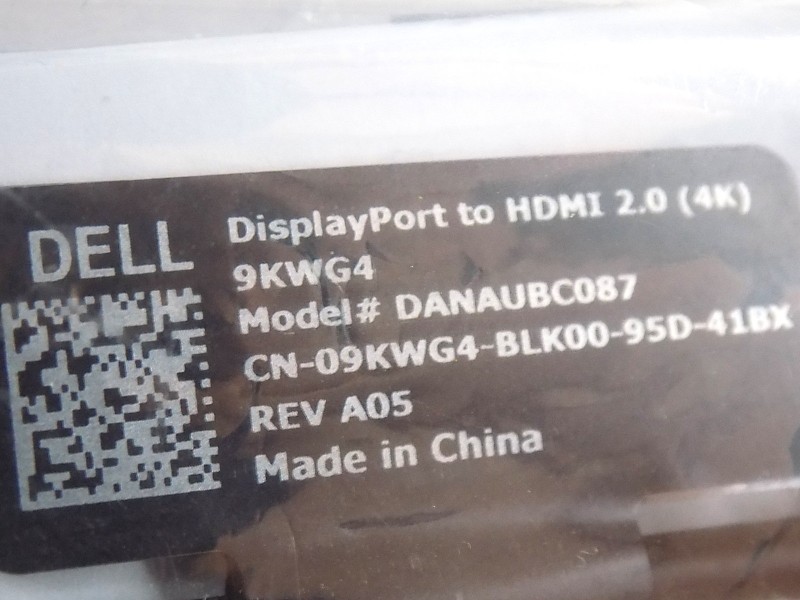 DELL
DisplayPort to HDMI 2.0 (4K)
9KWG4
Model# DANAUBC087
CN-09KWG4-BLK00-95D-41BX
REV A05
Made in China